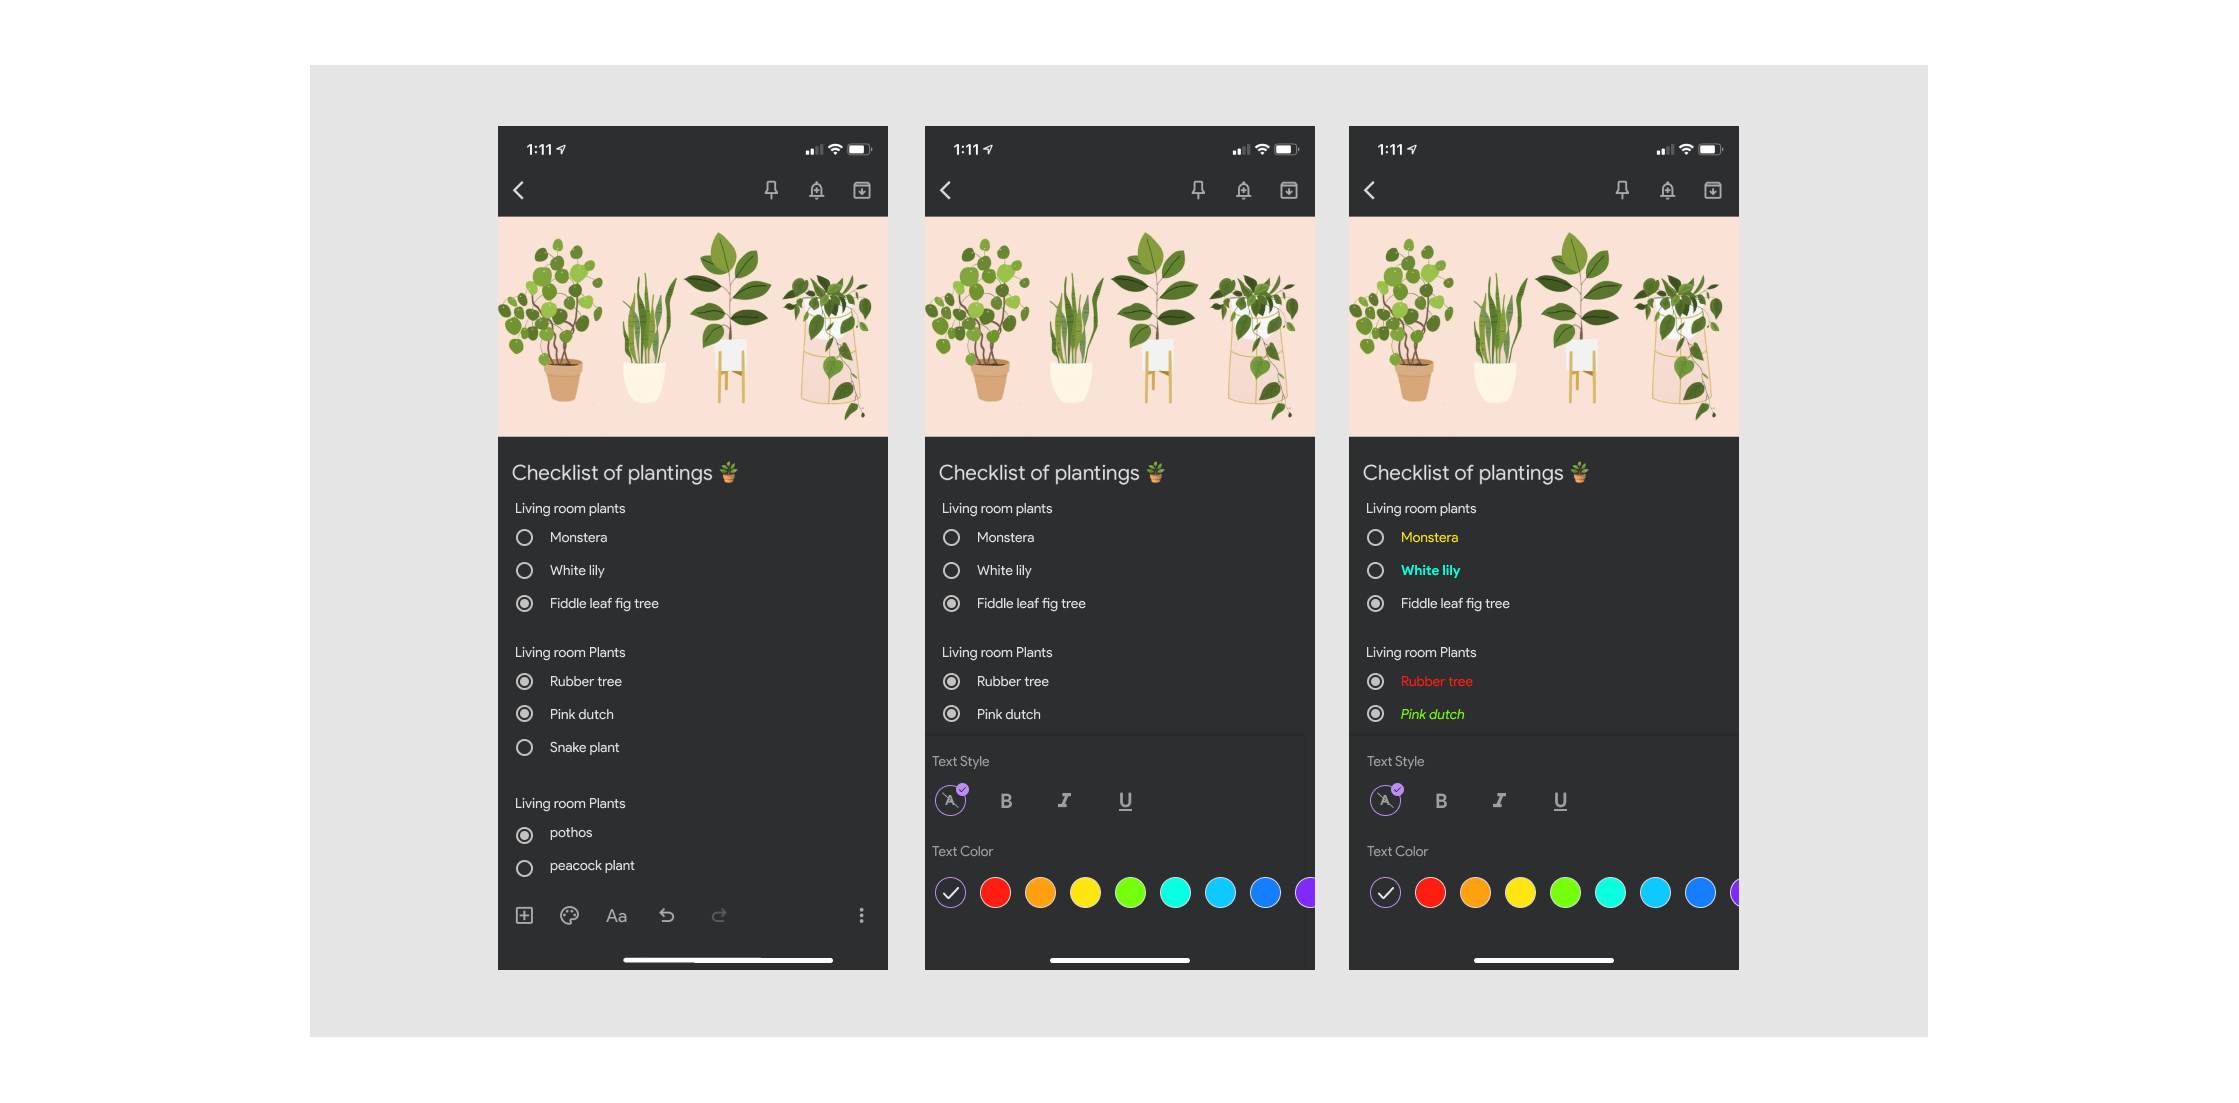 1:11
Checklist of plantings
Living room plants
Monstera
White lily
Fiddle leaf fig tree
Living room Plants
Rubber tree
Pink dutch
Snake plant
Living room Plants
pothos
peacock plant
Aa
1:11
Checklist of plantings
Living room plants
Monstera
White lily
Fiddle leaf fig tree
Living room Plants
Rubber tree
Pink dutch
Text Style
A B I U
Text Color
1:11
Checklist of plantings
Living room plants
Monstera
White lily
Fiddle leaf fig tree
Living room Plants
Rubber tree
Pink dutch
Text Style
A B I U
Text Color